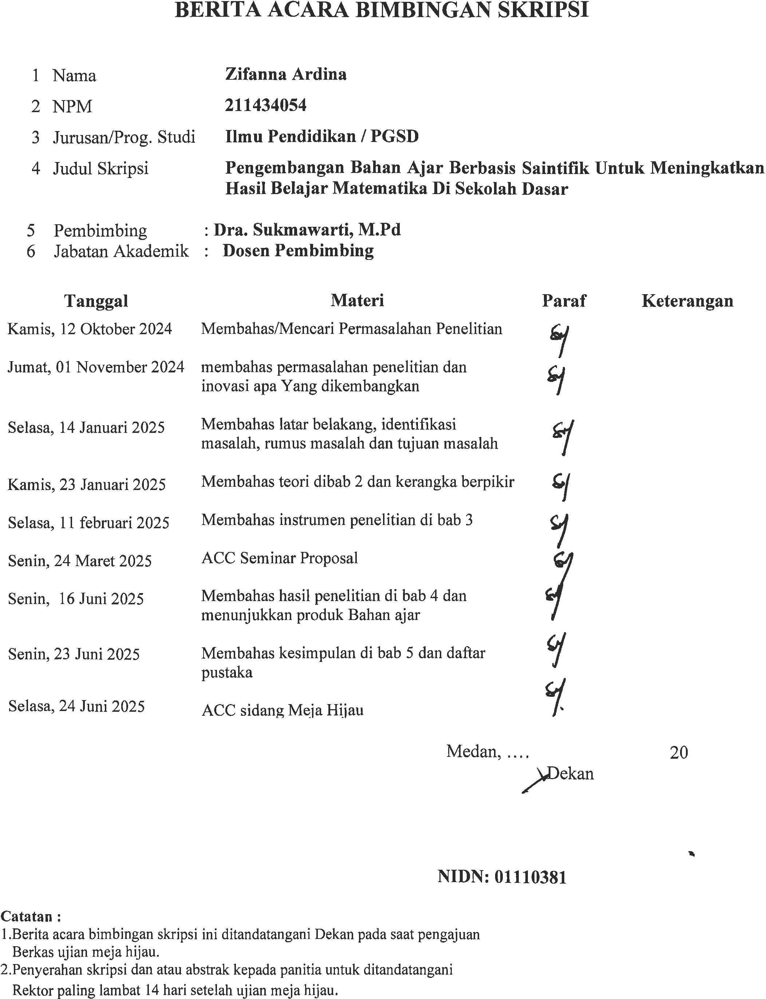 BERITA ACARA BIMBINGAN SKRIPSI
1 Nama Zifanna Ardina
2 NPM 211434054
3 Jurusan/Prog. Studi Ilmu Pendidikan / PGSD
4 Judul Skripsi Pengembangan Bahan Ajar Berbasis Saintifik Untuk Meningkatkan
Hasil Belajar Matematika Di Sekolah Dasar
5 Pembimbing : Dra. Sukmawarti, M.Pd
6 Jabatan Akademik : Dosen Pembimbing
Tanggal Materi Paraf Keterangan
Kamis, 12 Oktober 2024 Membahas/Mencari Permasalahan Penelitian
Jumat, 01 November 2024 membahas permasalahan penelitian dan
inovasi apa Yang dikembangkan
Selasa, 14 Januari 2025 Membahas latar belakang, identifikasi
masalah, rumus masalah dan tujuan masalah
Kamis, 23 Januari 2025 Membahas teori dibab 2 dan kerangka berpikir
Selasa, 11 februari 2025 Membahas instrumen penelitian di bab 3
Senin, 24 Maret 2025 ACC Seminar Proposal
Senin, 16 Juni 2025 Membahas hasil penelitian di bab 4 dan
menunjukkan produk Bahan ajar
Senin, 23 Juni 2025 Membahas kesimpulan di bab 5 dan daftar
pustaka
Selasa, 24 Juni 2025 ACC sidang Meja Hijau
Medan, .... 20
Dekan
NIDN: 01110381
Catatan :
1.Berita acara bimbingan skripsi ini ditandatangani Dekan pada saat pengajuan
Berkas ujian meja hijau.
2.Penyerahan skripsi dan atau abstrak kepada panitia untuk ditandatangani
Rektor paling lambat 14 hari setelah ujian meja hijau.